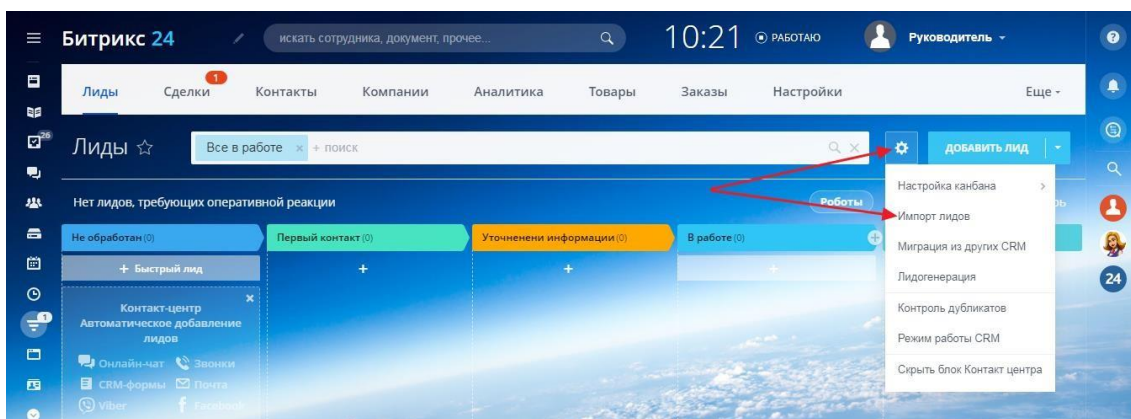 Битрикс 24
искать сотрудника, документ, прочее...
10:21
РАБОТАЮ
Руководитель
Лиды
Сделки
1
Контакты
Компании
Аналитика
Товары
Заказы
Настройки
Еще
26
Лиды
Все в работе × + поиск
ДОБАВИТЬ ЛИД
Нет лидов, требующих оперативной реакции
Роботы
Не обработан (0)
Первый контакт (0)
Уточненени информации (0)
В работе (0)
+ Быстрый лид
+
+
+
Контакт-центр
Автоматическое добавление
лидов
Онлайн-чат Звонки
CRM-формы Почта
Viber Facebook
Настройка канбана
Импорт лидов
Миграция из других CRM
Лидогенерация
Контроль дубликатов
Режим работы CRM
Скрыть блок Контакт центра
1
24